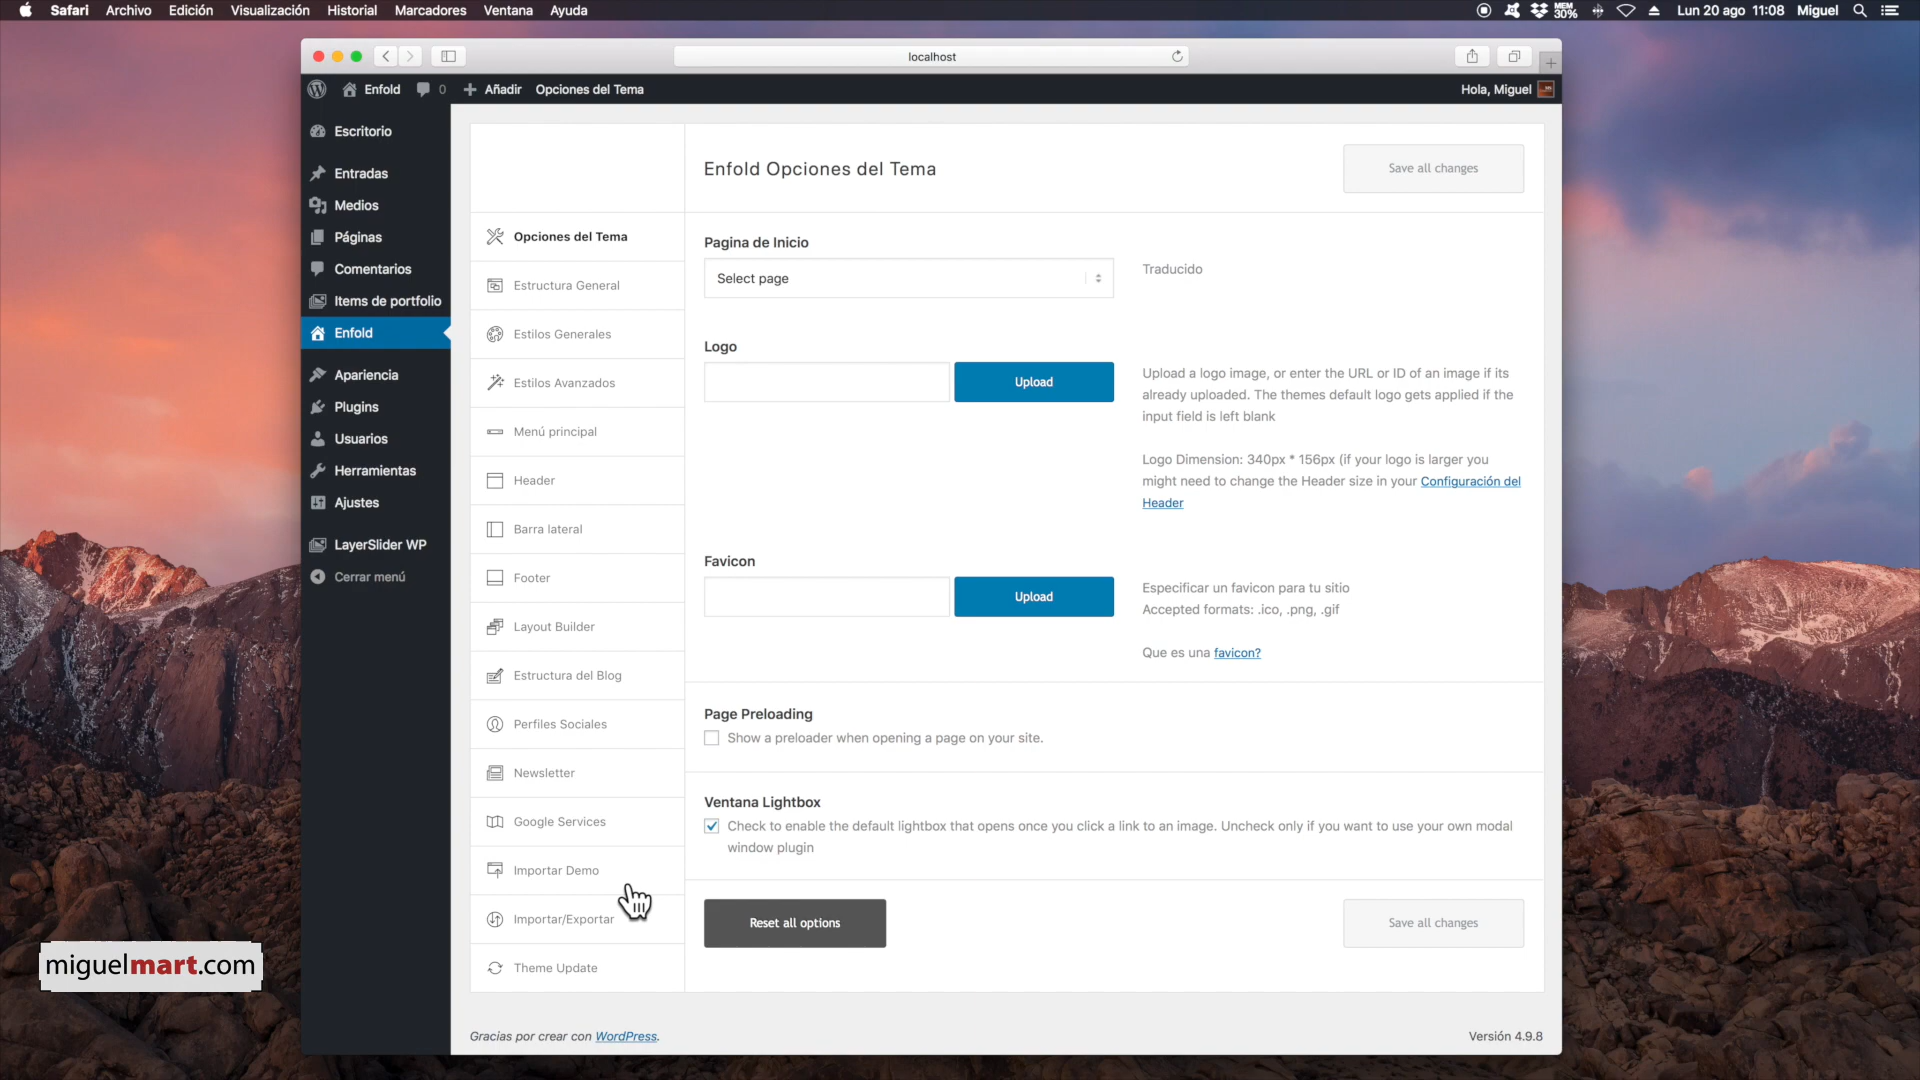 Safari Archivo Edición Visualización Historial Marcadores Ventana Ayuda
MEM
30%
Lun 20 ago 11:08 Miguel
localhost
Enfold 0 Añadir Opciones del Tema
Hola, Miguel
Escritorio
Entradas
Medios
Páginas
Comentarios
Items de portfolio
Enfold
Apariencia
Plugins
Usuarios
Herramientas
Ajustes
LayerSlider WP
Cerrar menú
Opciones del Tema
Estructura General
Estilos Generales
Estilos Avanzados
Menú principal
Header
Barra lateral
Footer
Layout Builder
Estructura del Blog
Perfiles Sociales
Newsletter
Google Services
Importar Demo
Importar/Exportar
Theme Update
Enfold Opciones del Tema
Save all changes
Pagina de Inicio
Select page
Traducido
Logo
Upload
Upload a logo image, or enter the URL or ID of an image if its
already uploaded. The themes default logo gets applied if the
input field is left blank
Logo Dimension: 340px * 156px (if your logo is larger you
might need to change the Header size in your Configuración del
Header
Favicon
Upload
Especificar un favicon para tu sitio
Accepted formats: .ico, .png, .gif
Que es una favicon?
Page Preloading
Show a preloader when opening a page on your site.
Ventana Lightbox
Check to enable the default lightbox that opens once you click a link to an image. Uncheck only if you want to use your own modal
window plugin
Reset all options
Save all changes
Gracias por crear con WordPress.
Versión 4.9.8
miguelmart.com